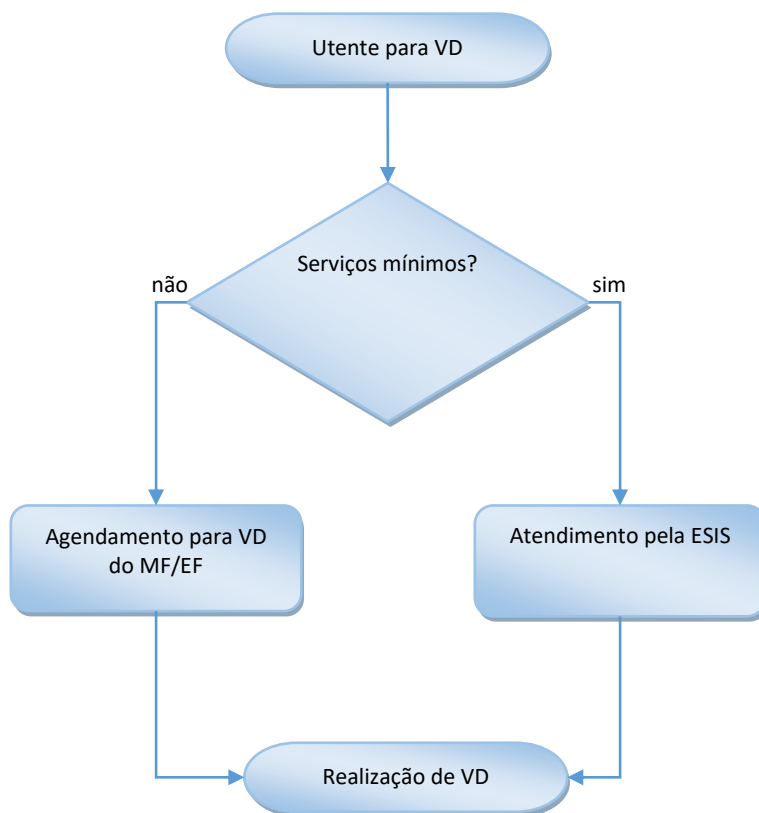 Utente para VD
Serviços mínimos?
não
sim
Agendamento para VD
do MF/EF
Atendimento pela ESIS
Realização de VD